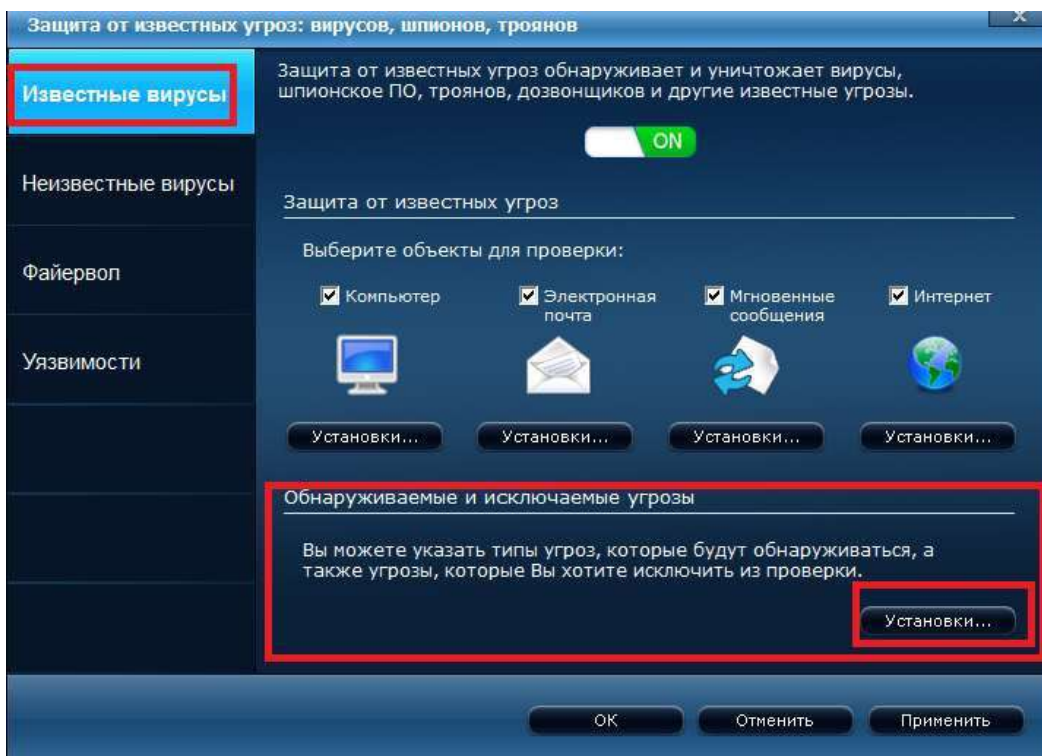 Защита от известных угроз: вирусов, шпионов, троянов
X
Известные вирусы
Неизвестные вирусы
Файервол
Уязвимости
Защита от известных угроз обнаруживает и уничтожает вирусы,
шпионское ПО, троянов, дозвонщиков и другие известные угрозы.
ON
Защита от известных угроз
Выберите объекты для проверки:
Компьютер
Электронная
почта
Мгновенные
сообщения
Интернет
Установки...
Установки...
Установки...
Установки...
Обнаруживаемые и исключаемые угрозы
Вы можете указать типы угроз, которые будут обнаруживаться, а
также угрозы, которые Вы хотите исключить из проверки.
Установки...
ОК
Отменить
Применить